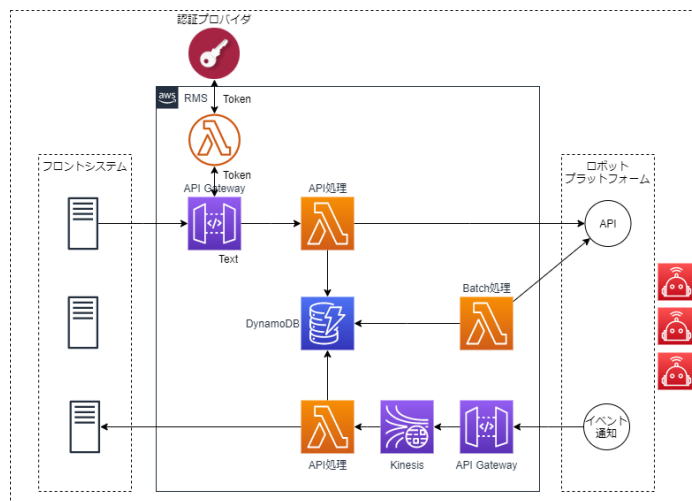 認証プロバイダ
aws
RMS
Token
Token
フロントシステム
API Gateway
API処理
ロボット
プラットフォーム
API
Text
Batch処理
DynamoDB
イベント
通知
API処理
Kinesis
API Gateway